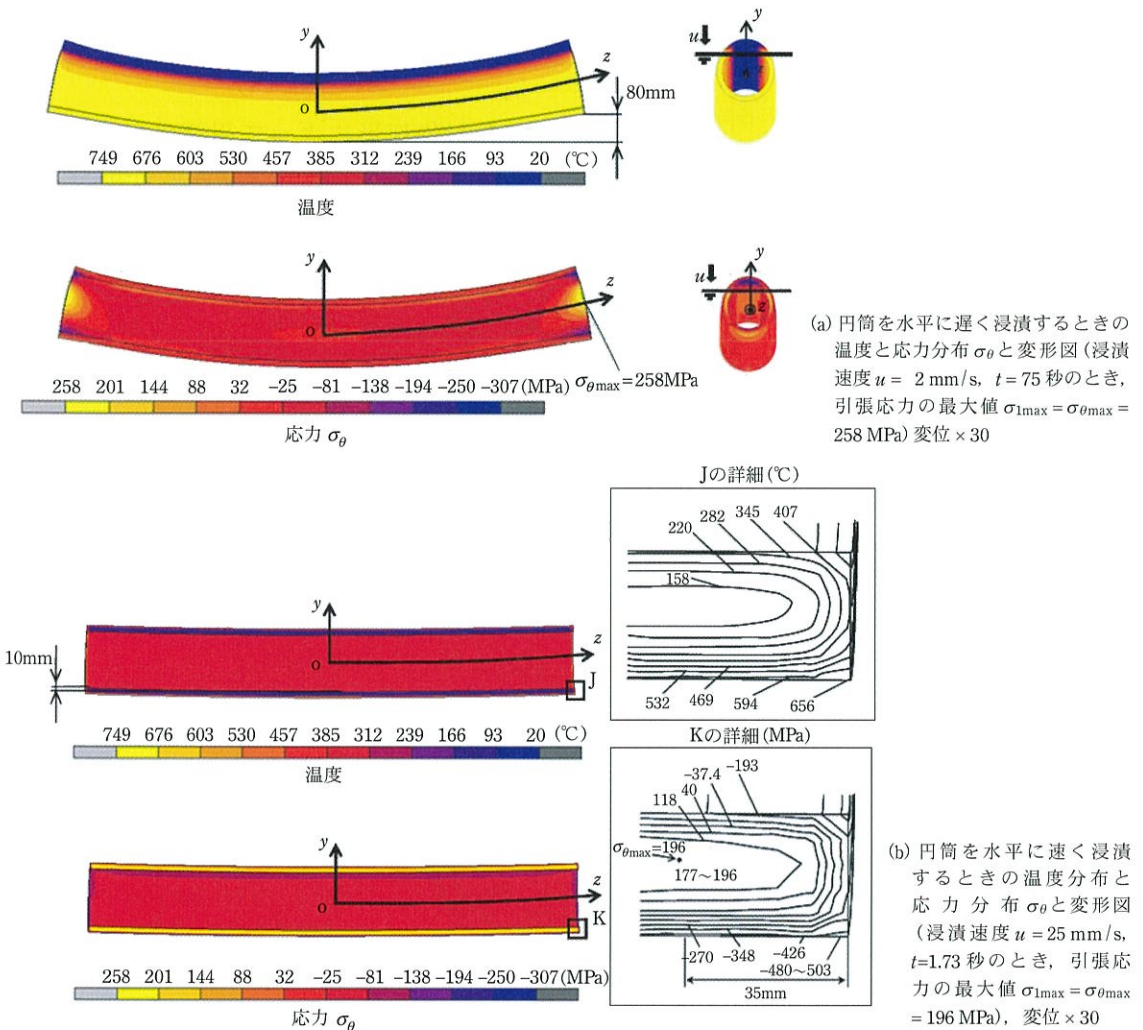 y
z
o
80mm
u
y
749 676 603 530 457 385 312 239 166 93 20 (℃)
温度
y
z
o
σθmax=258MPa
u
y
z
258 201 144 88 32 −25 −81 −138 −194 −250 −307(MPa)
応力 σθ
(a) 円筒を水平に遅く浸漬するときの
温度と応力分布 σθ と変形図(浸漬
速度 u = 2 mm/s, t = 75 秒のとき,
引張応力の最大値 σ1max = σθmax =
258 MPa) 変位 × 30
Jの詳細(℃)
220 282 345 407
158
532 469 594 656
y
z
o
10mm
J
749 676 603 530 457 385 312 239 166 93 20 (℃)
温度
Kの詳細(MPa)
118 40 −37.4 −193
σθmax=196
177〜196
−270 −348 −426
−480〜503
35mm
y
z
o
K
258 201 144 88 32 −25 −81 −138 −194 −250 −307(MPa)
応力 σθ
(b) 円筒を水平に速く浸漬
するときの温度分布と
応力分布 σθ と変形図
(浸漬速度 u = 25 mm/s,
t=1.73 秒のとき, 引張応
力の最大値 σ1max = σθmax
= 196 MPa), 変位 × 30